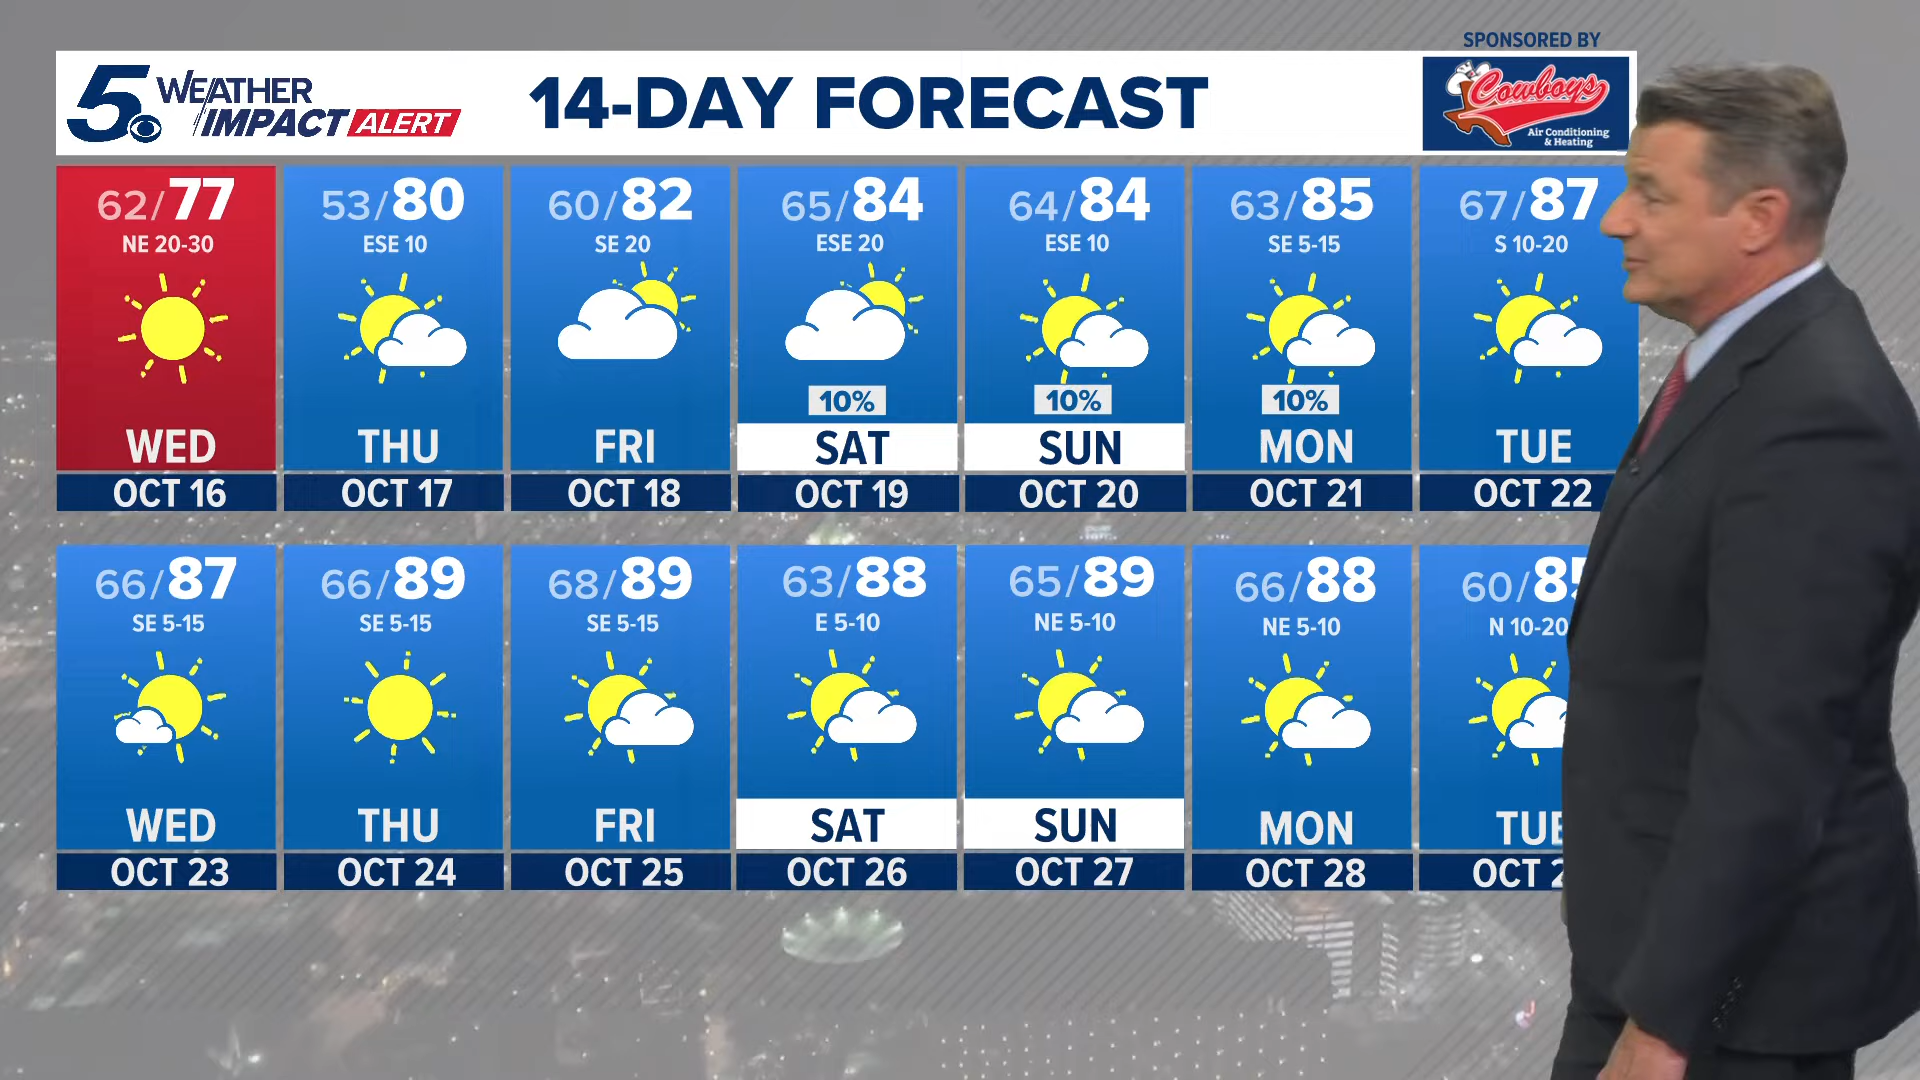 SPONSORED BY
5 WEATHER IMPACT ALERT
14-DAY FORECAST
Cowboys
Air Conditioning
& Heating
62/77 53/80 60/82 65/84 64/84 63/85 67/87
NE 20-30 ESE 10 SE 20 ESE 20 ESE 10 SE 5-15 S 10-20
10% 10% 10%
WED THU FRI SAT SUN MON TUE
OCT 16 OCT 17 OCT 18 OCT 19 OCT 20 OCT 21 OCT 22
66/87 66/89 68/89 63/88 65/89 66/88 60/85
SE 5-15 SE 5-15 SE 5-15 E 5-10 NE 5-10 NE 5-10 N 10-20
WED THU FRI SAT SUN MON TUE
OCT 23 OCT 24 OCT 25 OCT 26 OCT 27 OCT 28 OCT 2